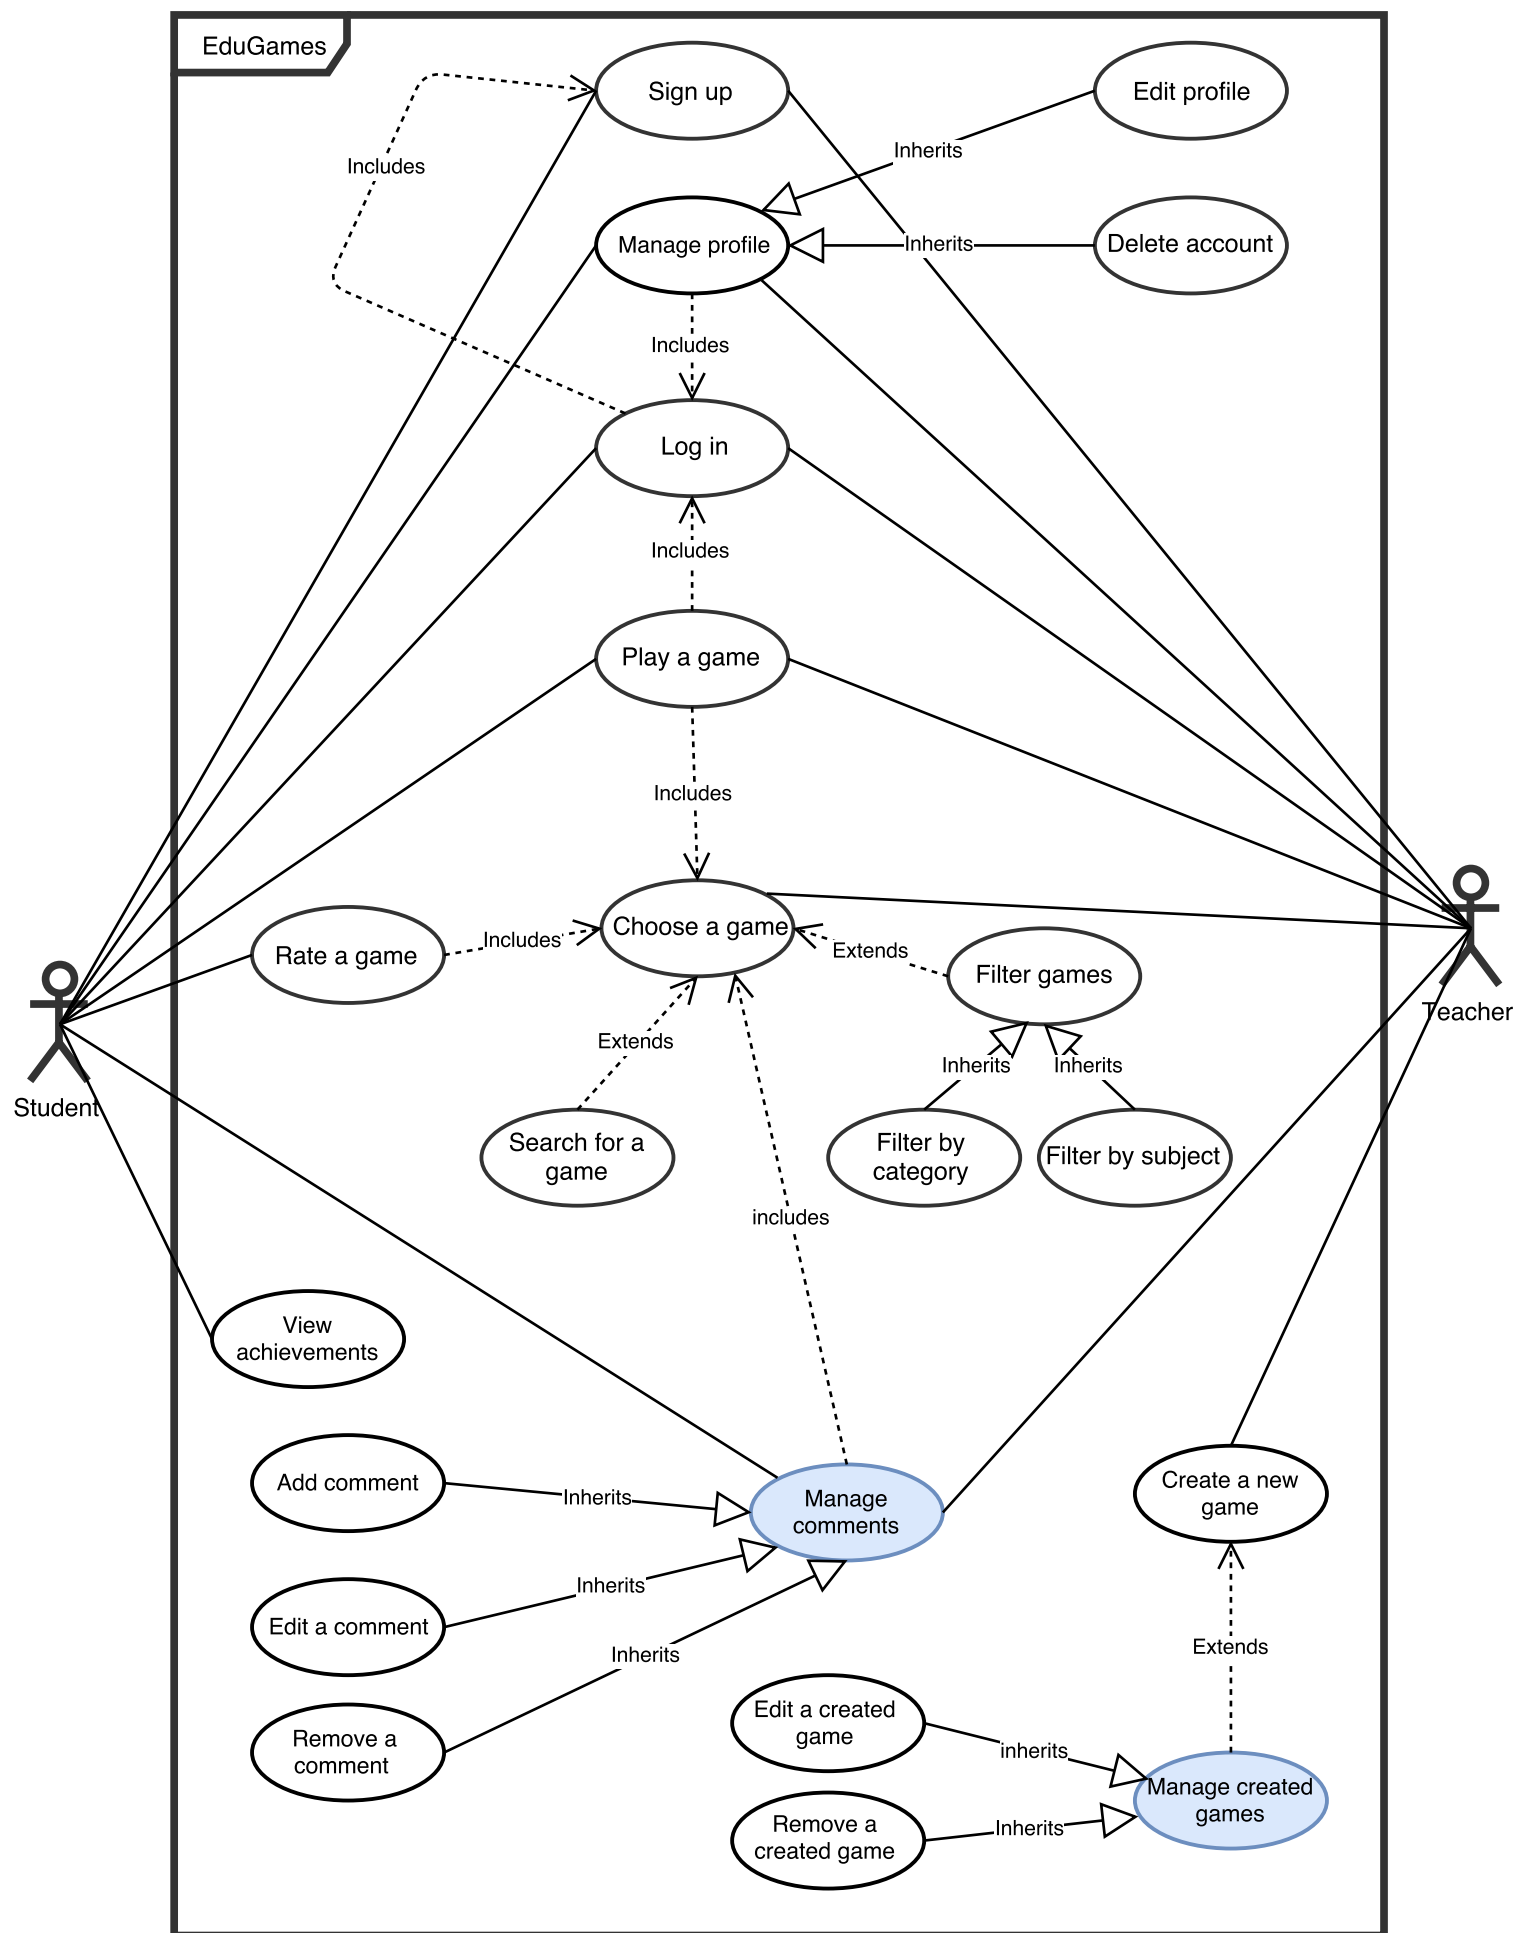 EduGames
Sign up
Edit profile
Inherits
Includes
Manage profile
Inherits
Delete account
Includes
Log in
Includes
Play a game
Includes
Choose a game
Rate a game
Includes
Extends
Filter games
Teacher
Extends
Inherits
Inherits
Student
Search for a
game
Filter by
category
Filter by subject
includes
View
achievements
Add comment
Inherits
Manage
comments
Create a new
game
Inherits
Edit a comment
Inherits
Extends
Remove a
comment
Edit a created
game
inherits
Manage created
games
Remove a
created game
Inherits